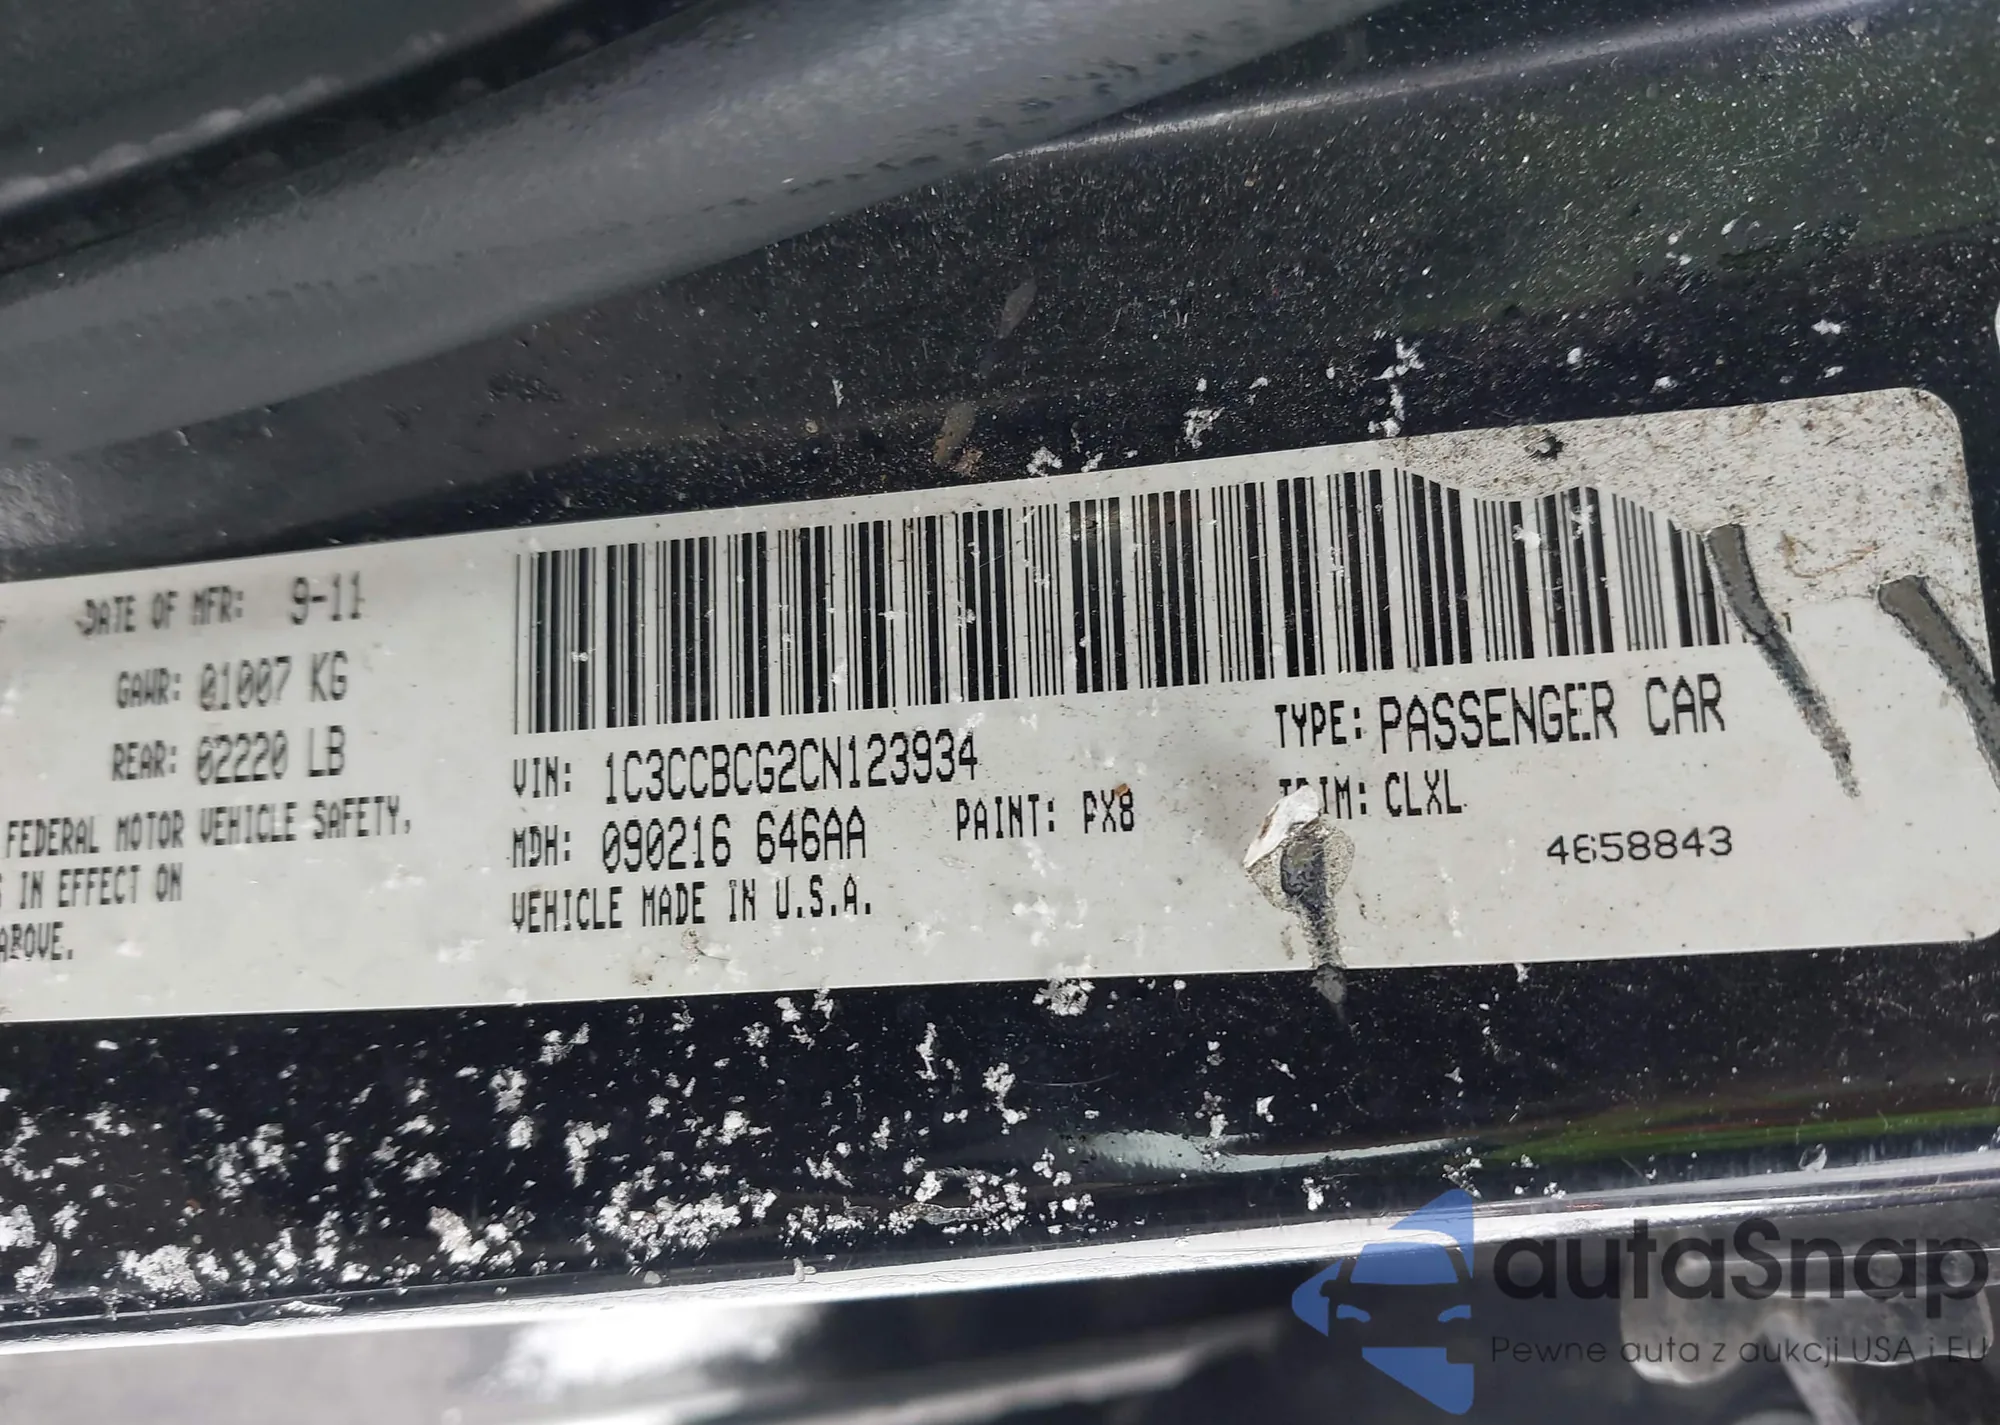 DATE OF MFR: 9-11
GAWR: 01007 KG
REAR: 02220 LB
FEDERAL MOTOR VEHICLE SAFETY,
IN EFFECT ON
ABOVE.
VIN: 1C3CCBCG2CN123934
TYPE: PASSENGER CAR
MDH: 090216 646AA
PAINT: PX8
TRIM: CLXL
VEHICLE MADE IN U.S.A.
4658843
autaSnap
Pewne auta z aukcji USA i EU